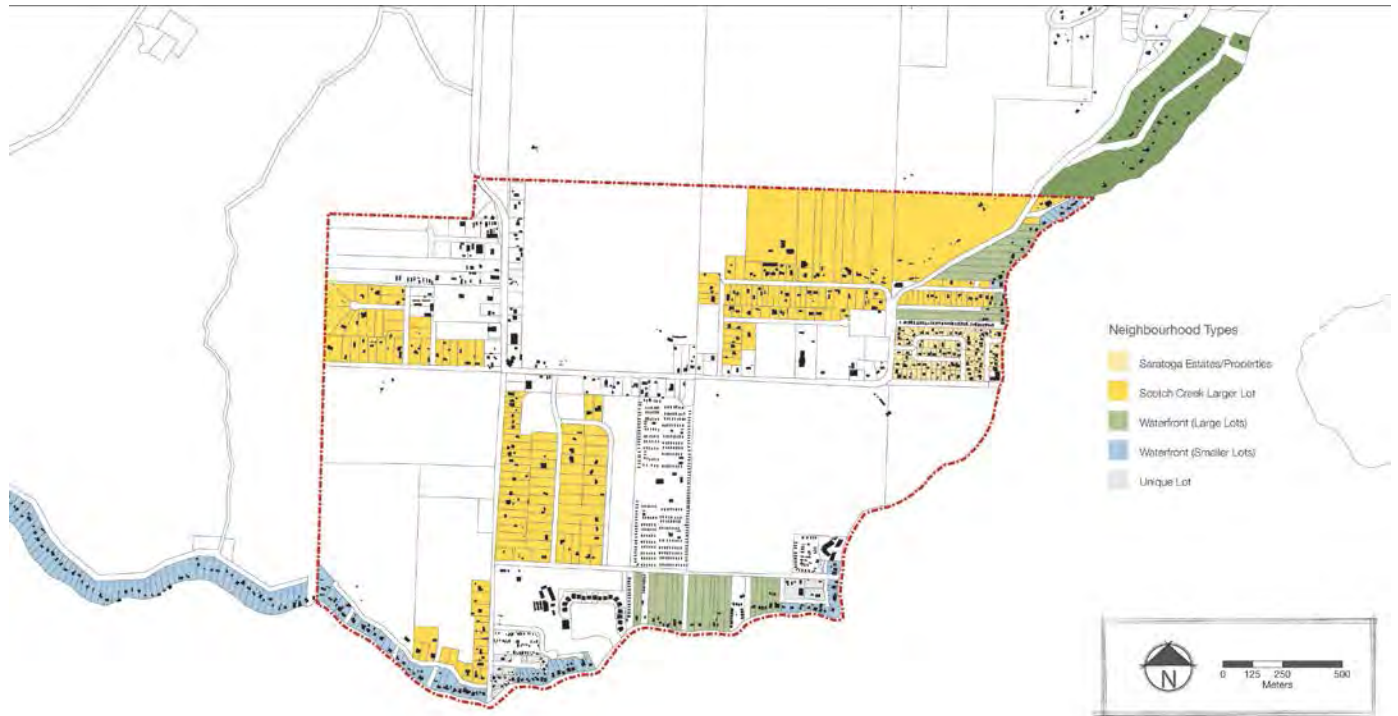 Neighbourhood Types
Saratoga Estates/Properties
Scotch Creek Larger Lot
Waterfront (Large Lots)
Waterfront (Smaller Lots)
Unique Lot
N
0 125 250 500
Meters